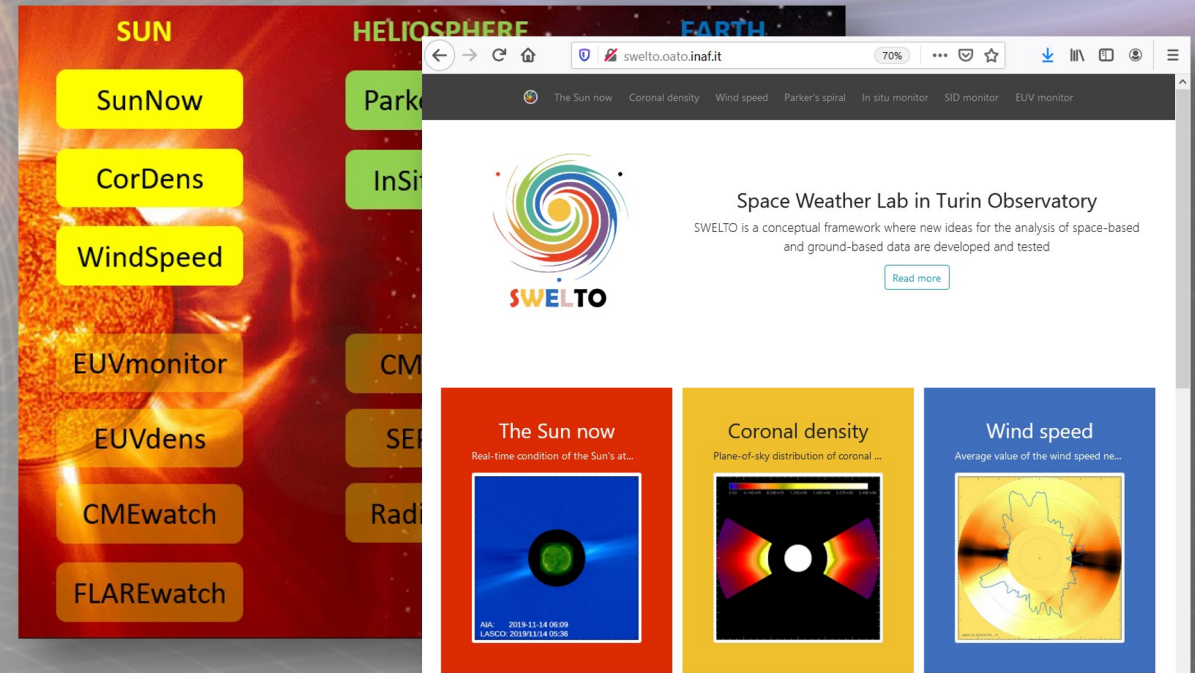 SUN
HELIOSPHERE
EARTH
SunNow
CorDens
WindSpeed
EUVmonitor
EUVdens
CMEwatch
FLAREwatch
swelto.oato.inaf.it
70%
The Sun now
Coronal density
Wind speed
Parker's spiral
In situ monitor
SID monitor
EUV monitor
SWELTO
Space Weather Lab in Turin Observatory
SWELTO is a conceptual framework where new ideas for the analysis of space-based
and ground-based data are developed and tested
Read more
The Sun now
Real-time condition of the Sun's at...
AIA: 2019-11-14 06:09
LASCO: 2019/11/14 05:36
Coronal density
Plane-of-sky distribution of coronal ...
Wind speed
Average value of the wind speed ne...